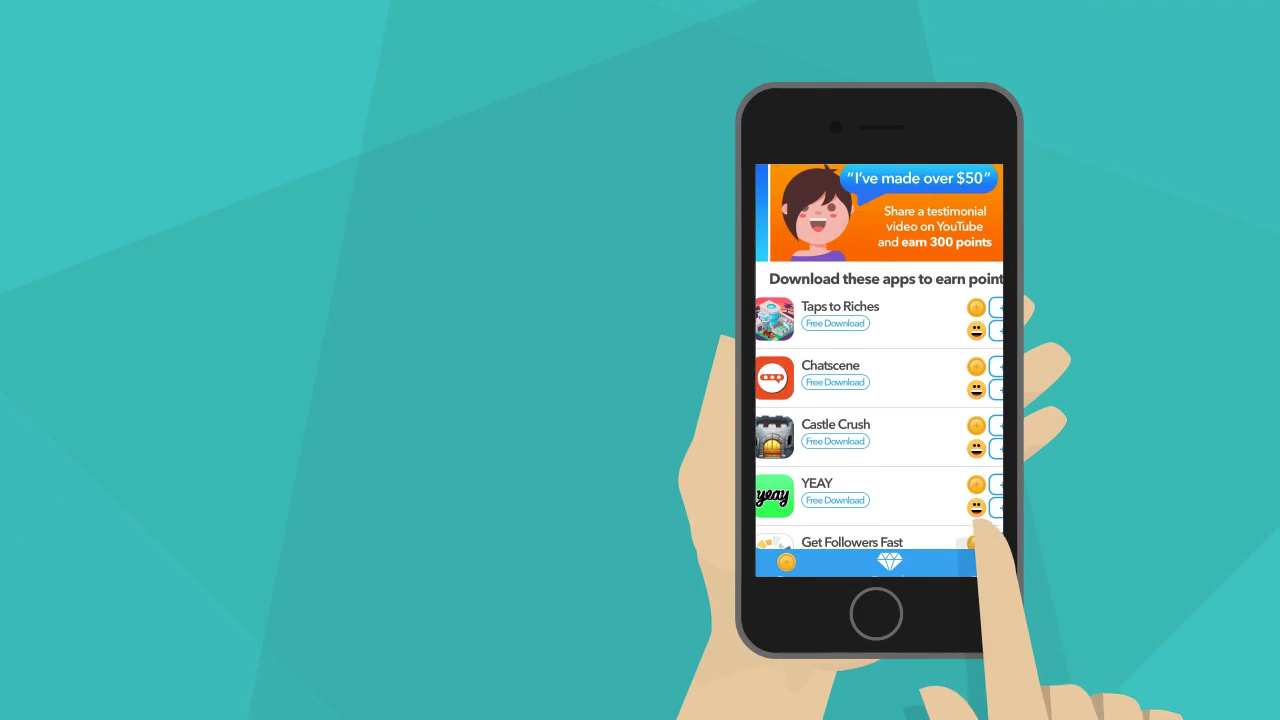 “I’ve made over $50”
Share a testimonial
video on YouTube
and earn 300 points
Download these apps to earn point
Taps to Riches
Free Download
Chatscene
Free Download
Castle Crush
Free Download
yeay
YEAY
Free Download
Get Followers Fast